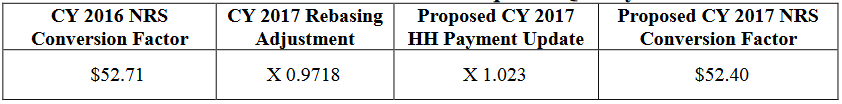 CY 2016 NRS
Conversion Factor
CY 2017 Rebasing
Adjustment
Proposed CY 2017
HH Payment Update
Proposed CY 2017 NRS
Conversion Factor
$52.71
X 0.9718
X 1.023
$52.40